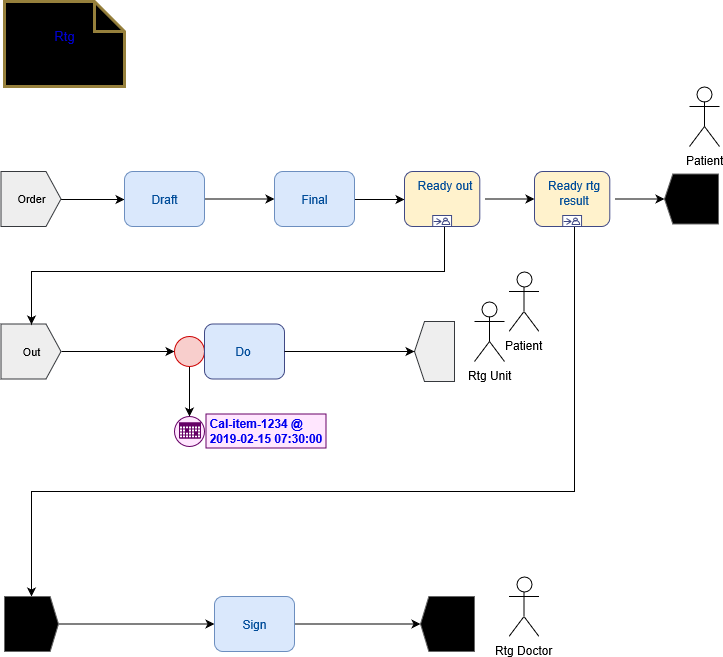 Rtg
Patient
Order
Draft
Final
Ready out
Ready rtg
result
Out
Do
Patient
Rtg Unit
Cal-item-1234 @
2019-02-15 07:30:00
Sign
Rtg Doctor